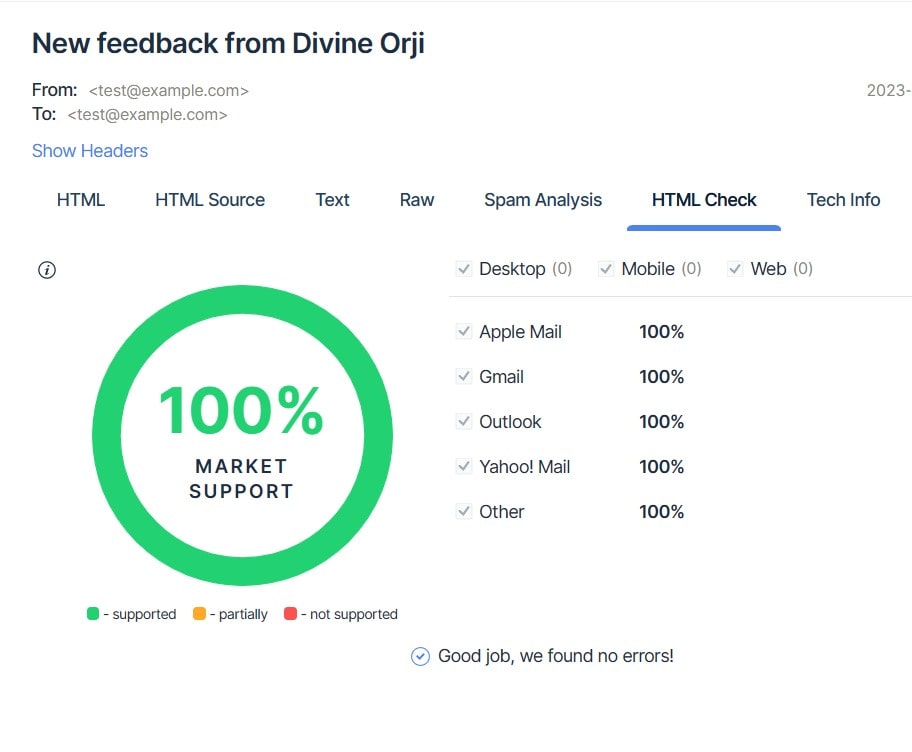 New feedback from Divine Orji
From: <test@example.com>
2023-
To: <test@example.com>
Show Headers
HTML HTML Source Text Raw Spam Analysis HTML Check Tech Info
Desktop (0) Mobile (0) Web (0)
100%
MARKET
SUPPORT
- supported - partially - not supported
Apple Mail 100%
Gmail 100%
Outlook 100%
Yahoo! Mail 100%
Other 100%
Good job, we found no errors!